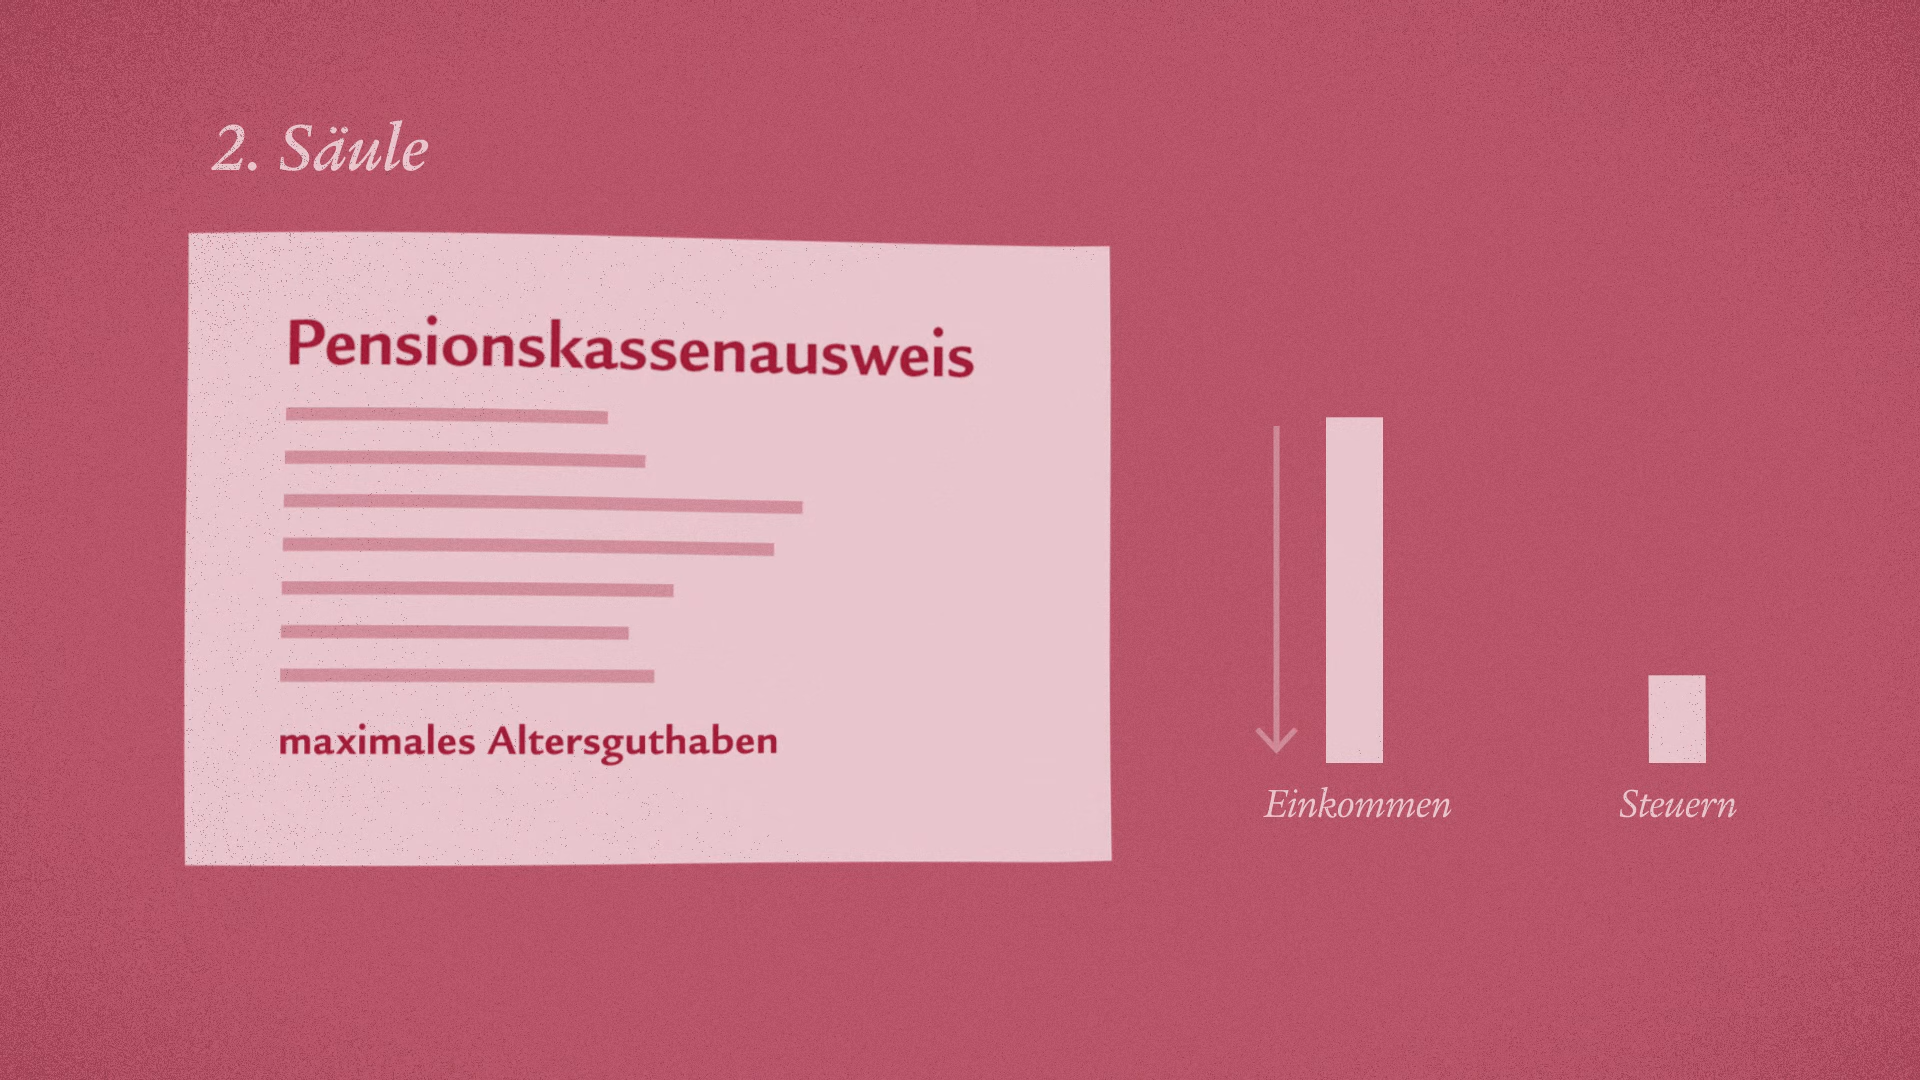 2. Säule
Pensionskassenausweis
maximales Altersguthaben
Einkommen
Steuern